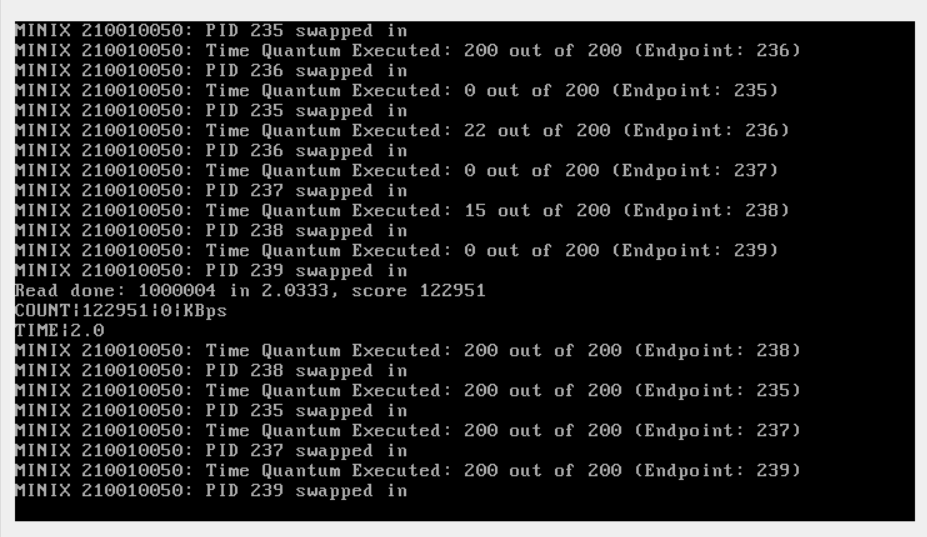 MINIX 210010050: PID 235 swapped in
MINIX 210010050: Time Quantum Executed: 200 out of 200 (Endpoint: 236)
MINIX 210010050: PID 236 swapped in
MINIX 210010050: Time Quantum Executed: 0 out of 200 (Endpoint: 235)
MINIX 210010050: PID 235 swapped in
MINIX 210010050: Time Quantum Executed: 22 out of 200 (Endpoint: 236)
MINIX 210010050: PID 236 swapped in
MINIX 210010050: Time Quantum Executed: 0 out of 200 (Endpoint: 237)
MINIX 210010050: PID 237 swapped in
MINIX 210010050: Time Quantum Executed: 15 out of 200 (Endpoint: 238)
MINIX 210010050: PID 238 swapped in
MINIX 210010050: Time Quantum Executed: 0 out of 200 (Endpoint: 239)
MINIX 210010050: PID 239 swapped in
Read done: 1000004 in 2.0333, score 122951
COUNT|122951|0|KBps
TIME|2.0
MINIX 210010050: Time Quantum Executed: 200 out of 200 (Endpoint: 238)
MINIX 210010050: PID 238 swapped in
MINIX 210010050: Time Quantum Executed: 200 out of 200 (Endpoint: 235)
MINIX 210010050: PID 235 swapped in
MINIX 210010050: Time Quantum Executed: 200 out of 200 (Endpoint: 237)
MINIX 210010050: PID 237 swapped in
MINIX 210010050: Time Quantum Executed: 200 out of 200 (Endpoint: 239)
MINIX 210010050: PID 239 swapped in